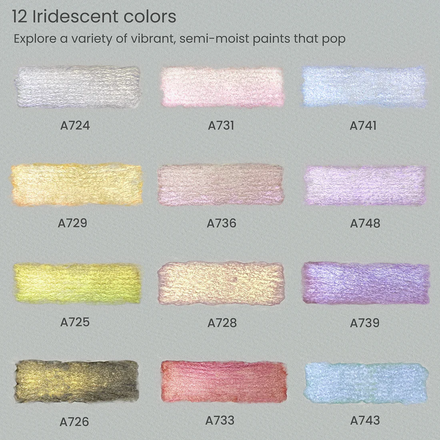 12 Iridescent colors
Explore a variety of vibrant, semi-moist paints that pop
A724 A731 A741
A729 A736 A748
A725 A728 A739
A726 A733 A743